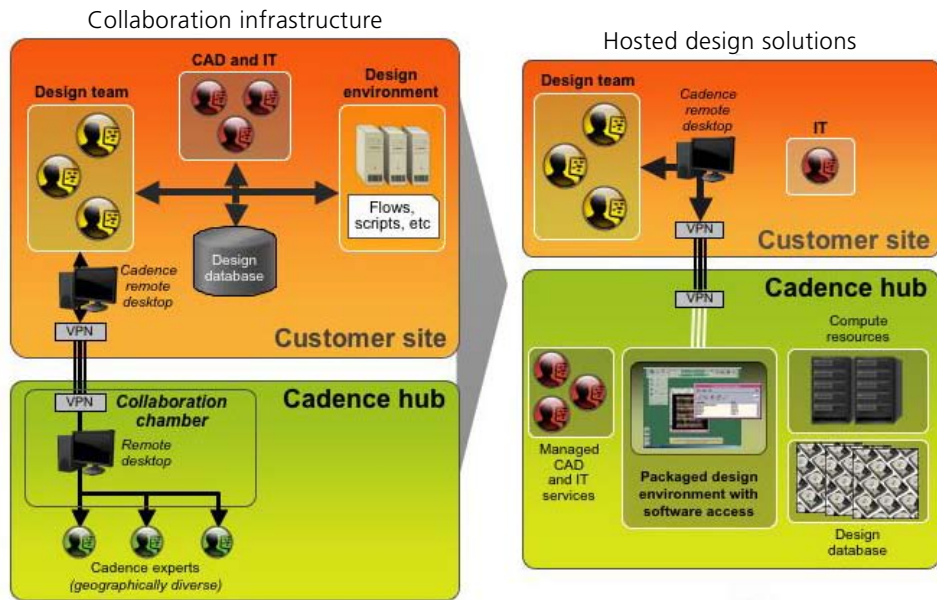 Collaboration infrastructure
CAD and IT
Design team
Design
environment
Flows,
scripts, etc
Design
database
Cadence
remote
desktop
VPN
Customer site
VPN
Collaboration
chamber
Cadence hub
Remote
desktop
Cadence experts
(geographically diverse)
Hosted design solutions
Design team
Cadence
remote
desktop
IT
VPN
Customer site
VPN
Cadence hub
Compute
resources
Managed
CAD
and IT
services
Packaged design
environment with
software access
Design
database